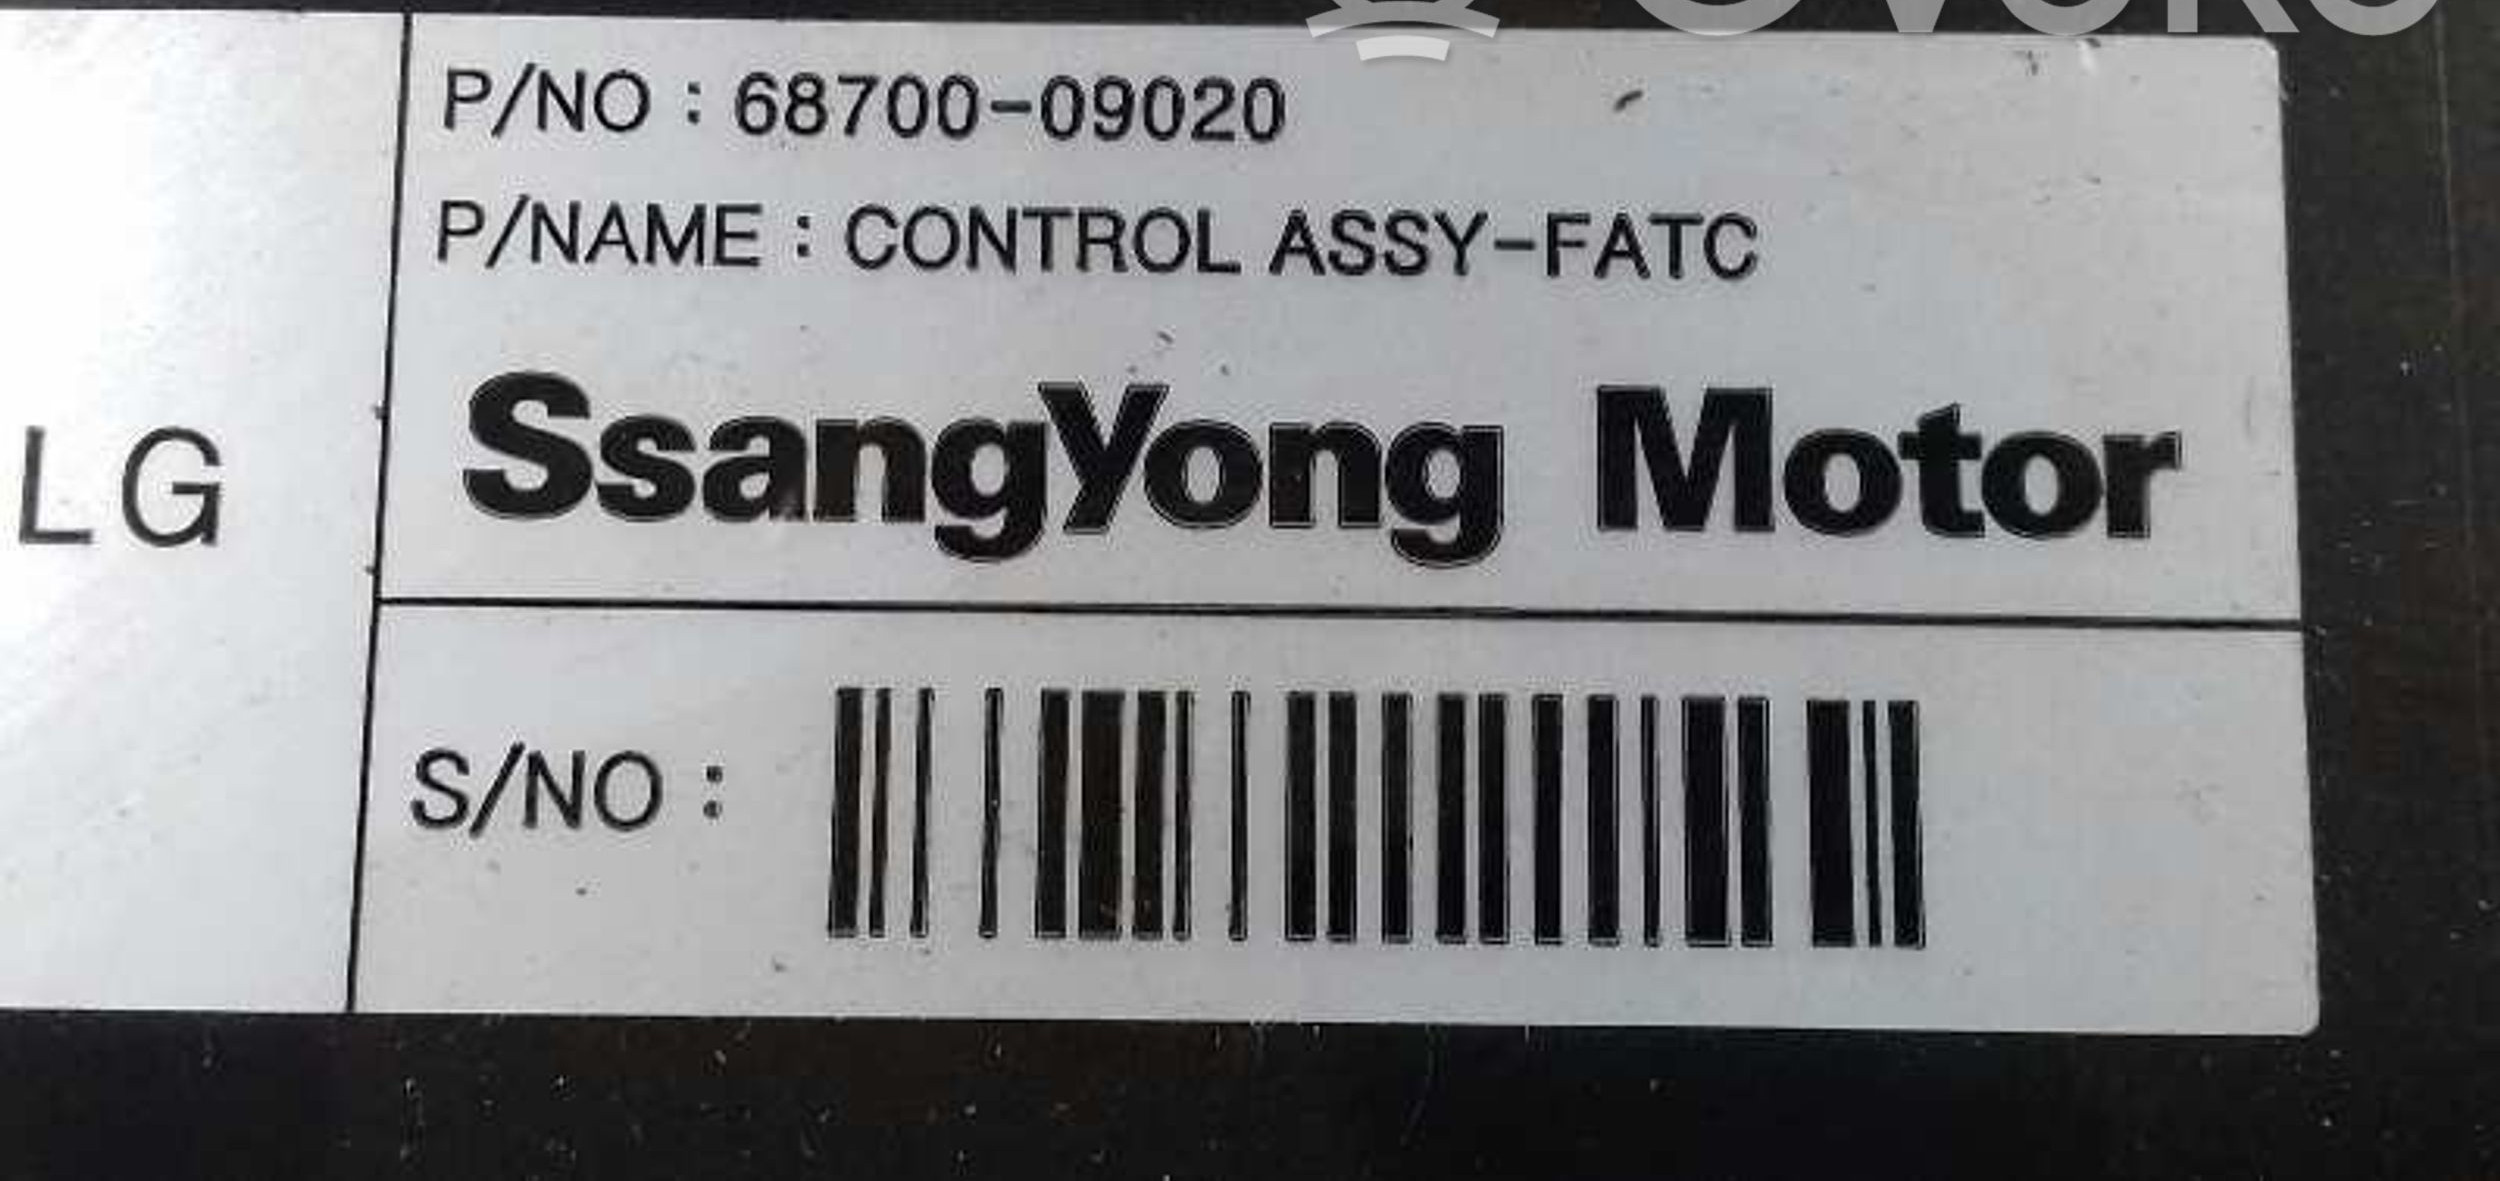 P/NO : 68700-09020
P/NAME : CONTROL ASSY-FATC
SsangYong Motor
LG
S/NO :